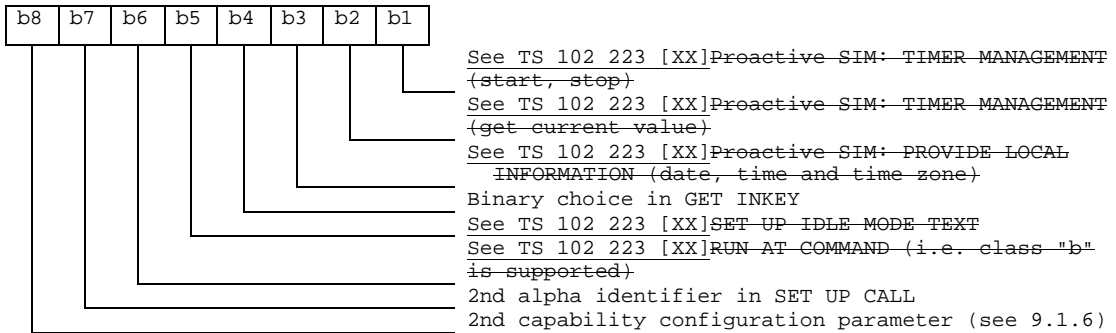 b8 b7 b6 b5 b4 b3 b2 b1
See TS 102 223 [XX]Proactive SIM: TIMER MANAGEMENT
(start, stop)
See TS 102 223 [XX]Proactive SIM: TIMER MANAGEMENT
(get current value)
See TS 102 223 [XX]Proactive SIM: PROVIDE LOCAL
INFORMATION (date, time and time zone)
Binary choice in GET INKEY
See TS 102 223 [XX]SET UP IDLE MODE TEXT
See TS 102 223 [XX]RUN AT COMMAND (i.e. class "b"
is supported)
2nd alpha identifier in SET UP CALL
2nd capability configuration parameter (see 9.1.6)